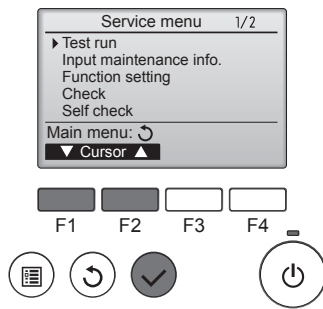 Service menu 1/2
Test run
Input maintenance info.
Function setting
Check
Self check
Main menu:
Cursor
F1 F2 F3 F4